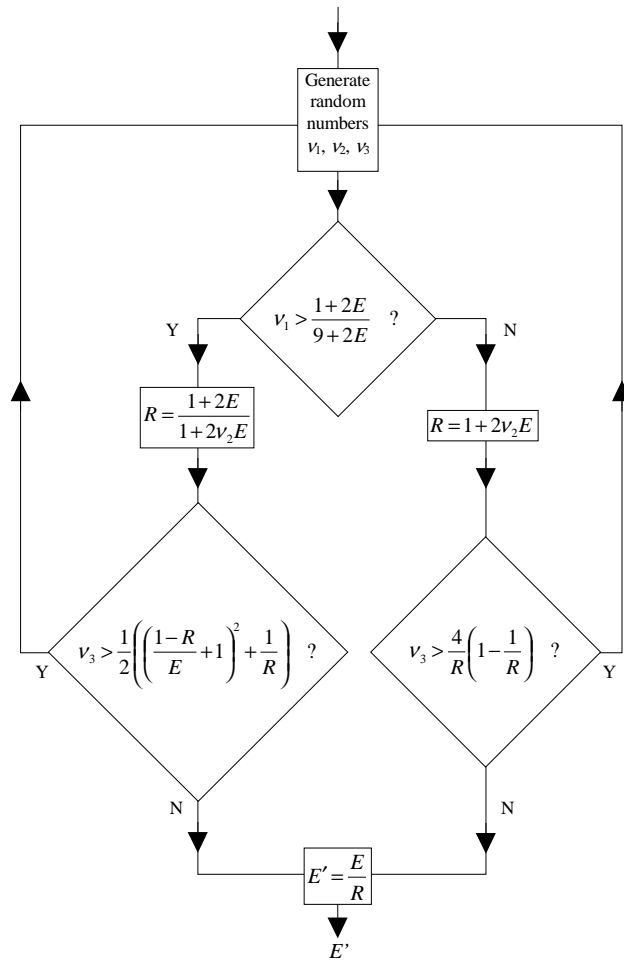 Generate
random
numbers
ν₁, ν₂, ν₃
ν₁ > (1+2E)/(9+2E) ?
Y
N
R = (1+2E)/(1+2ν₂E)
R = 1+2ν₂E
ν₃ > 1/2(((1−R)/E +1)² + 1/R) ?
ν₃ > 4/R(1 − 1/R) ?
Y
Y
N
N
E′ = E/R
E’